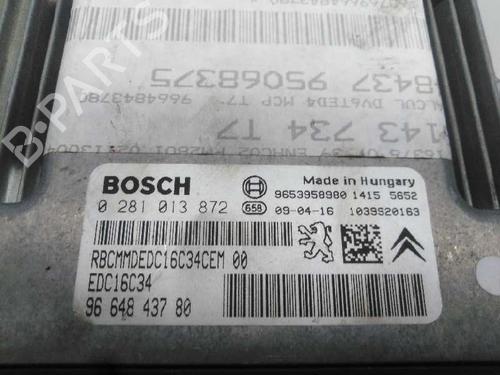 8437 95068375
ALCUL DV6TED4 MCP T7: 9664843780
143 734 T7
BOSCH
0 281 013 872
658
Made in Hungary
9653958980 1415 5652
09-04-16 1039S20163
RBCMMDEDC16C34CEM 00
EDC16C34
96 648 437 80
B-PARTS